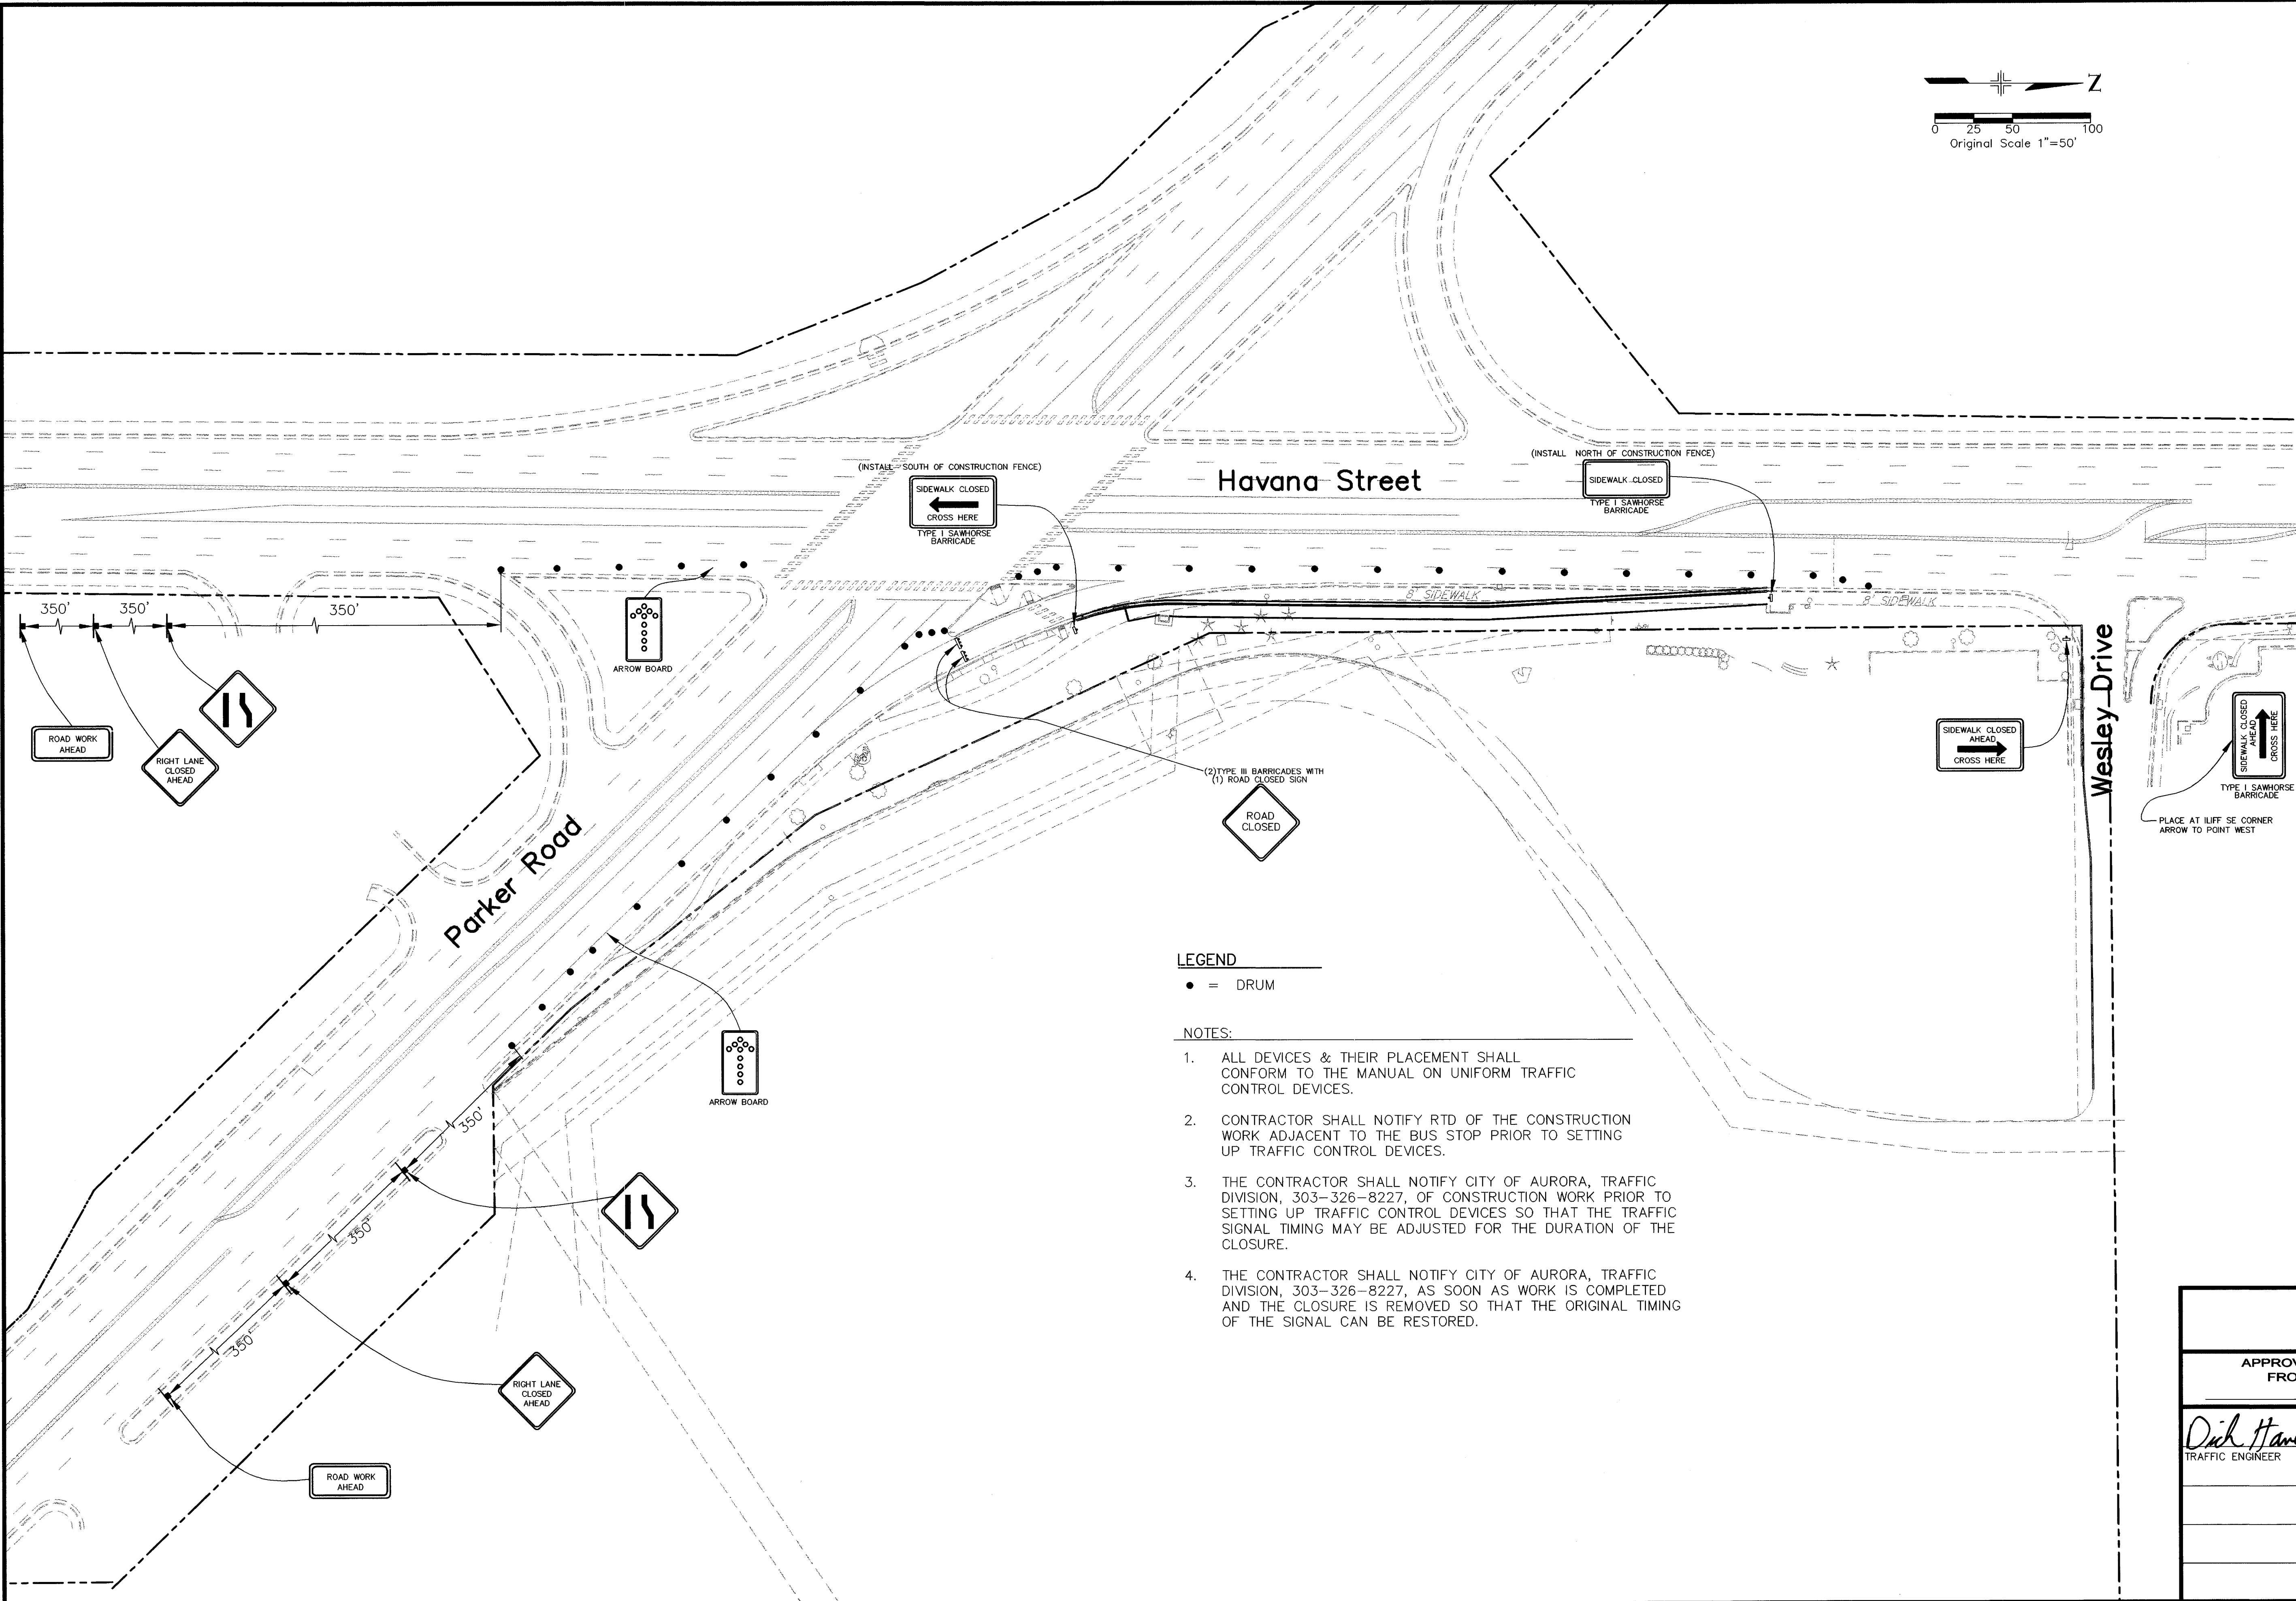 Z
0 25 50 100
Original Scale 1"=50'
(INSTALL SOUTH OF CONSTRUCTION FENCE)
SIDEWALK CLOSED
CROSS HERE
TYPE I SAWHORSE
BARRICADE
Havana Street
(INSTALL NORTH OF CONSTRUCTION FENCE)
SIDEWALK CLOSED
TYPE I SAWHORSE
BARRICADE
8' SIDEWALK
8' SIDEWALK
350'
350'
350'
ARROW BOARD
ROAD WORK
AHEAD
RIGHT LANE
CLOSED
AHEAD
Wesley Drive
SIDEWALK CLOSED
AHEAD
CROSS HERE
SIDEWALK CLOSED
AHEAD
CROSS HERE
TYPE I SAWHORSE
BARRICADE
PLACE AT ILIFF SE CORNER
ARROW TO POINT WEST
(2)TYPE III BARRICADES WITH
(1) ROAD CLOSED SIGN
ROAD
CLOSED
Parker Road
ARROW BOARD
350'
350'
350'
RIGHT LANE
CLOSED
AHEAD
ROAD WORK
AHEAD
LEGEND
● = DRUM
NOTES:
1. ALL DEVICES & THEIR PLACEMENT SHALL
CONFORM TO THE MANUAL ON UNIFORM TRAFFIC
CONTROL DEVICES.
2. CONTRACTOR SHALL NOTIFY RTD OF THE CONSTRUCTION
WORK ADJACENT TO THE BUS STOP PRIOR TO SETTING
UP TRAFFIC CONTROL DEVICES.
3. THE CONTRACTOR SHALL NOTIFY CITY OF AURORA, TRAFFIC
DIVISION, 303-326-8227, OF CONSTRUCTION WORK PRIOR TO
SETTING UP TRAFFIC CONTROL DEVICES SO THAT THE TRAFFIC
SIGNAL TIMING MAY BE ADJUSTED FOR THE DURATION OF THE
CLOSURE.
4. THE CONTRACTOR SHALL NOTIFY CITY OF AURORA, TRAFFIC
DIVISION, 303-326-8227, AS SOON AS WORK IS COMPLETED
AND THE CLOSURE IS REMOVED SO THAT THE ORIGINAL TIMING
OF THE SIGNAL CAN BE RESTORED.
APPROV
FRO
TRAFFIC ENGINEER